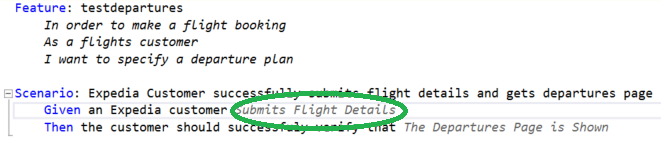 Feature: testdepartures
In order to make a flight booking
As a flights customer
I want to specify a departure plan
Scenario: Expedia Customer successfully submits flight details and gets departures page
Given an Expedia customer Submits Flight Details
Then the customer should successfuly verify that The Departures Page is Shown